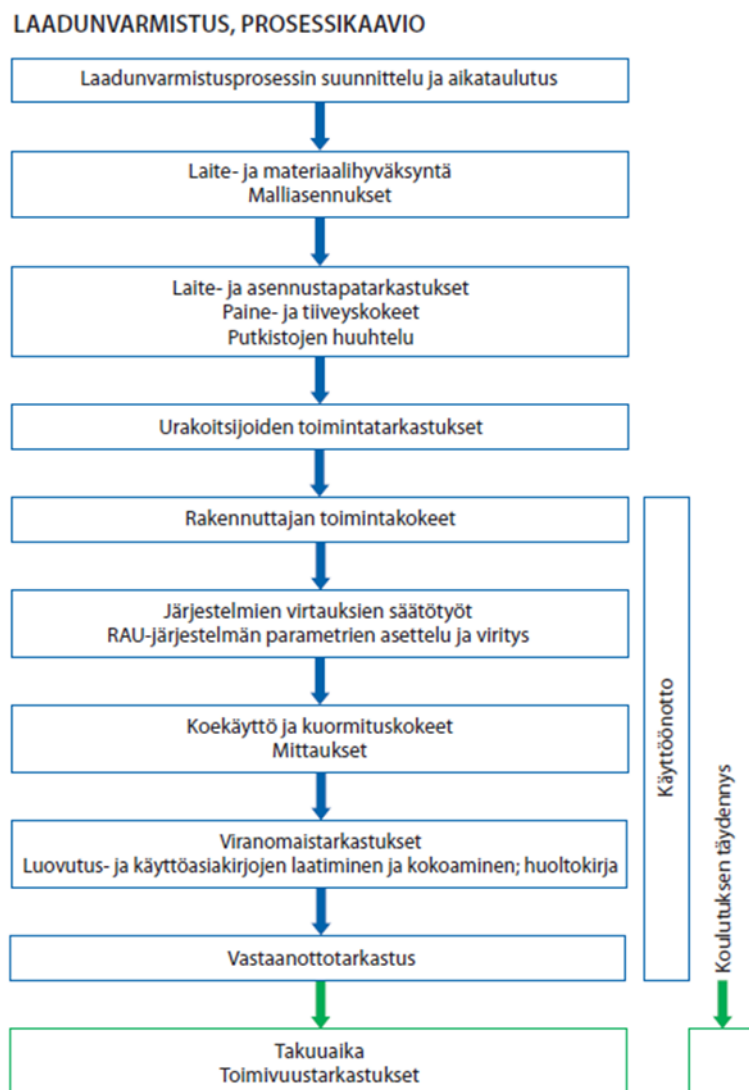 LAADUNVARMISTUS, PROSESSIKAAVIO
Laadunvarmistusprosessin suunnittelu ja aikataulutus
Laite- ja materiaalihyväksyntä
Malliasennukset
Laite- ja asennustapatarkastukset
Paine- ja tiiveyskokeet
Putkistojen huuhtelu
Urakoitsijoiden toimintatarkastukset
Rakennuttajan toimintakokeet
Järjestelmien virtauksien säätötyöt
RAU-järjestelmän parametrien asettelu ja viritys
Koekäyttö ja kuormituskokeet
Mittaukset
Viranomaistarkastukset
Luovutus- ja käyttöasiakirjojen laatiminen ja kokoaminen; huoltokirja
Vastaanottotarkastus
Käyttöönotto
Koulutuksen täydennys
Takuuaika
Toimivuustarkastukset